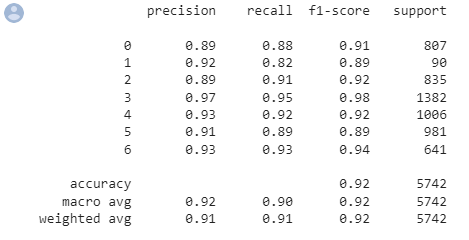 precision recall f1-score support
0 0.89 0.88 0.91 807
1 0.92 0.82 0.89 90
2 0.89 0.91 0.92 835
3 0.97 0.95 0.98 1382
4 0.93 0.92 0.92 1006
5 0.91 0.89 0.89 981
6 0.93 0.93 0.94 641
accuracy 0.92 5742
macro avg 0.92 0.90 0.92 5742
weighted avg 0.91 0.91 0.92 5742